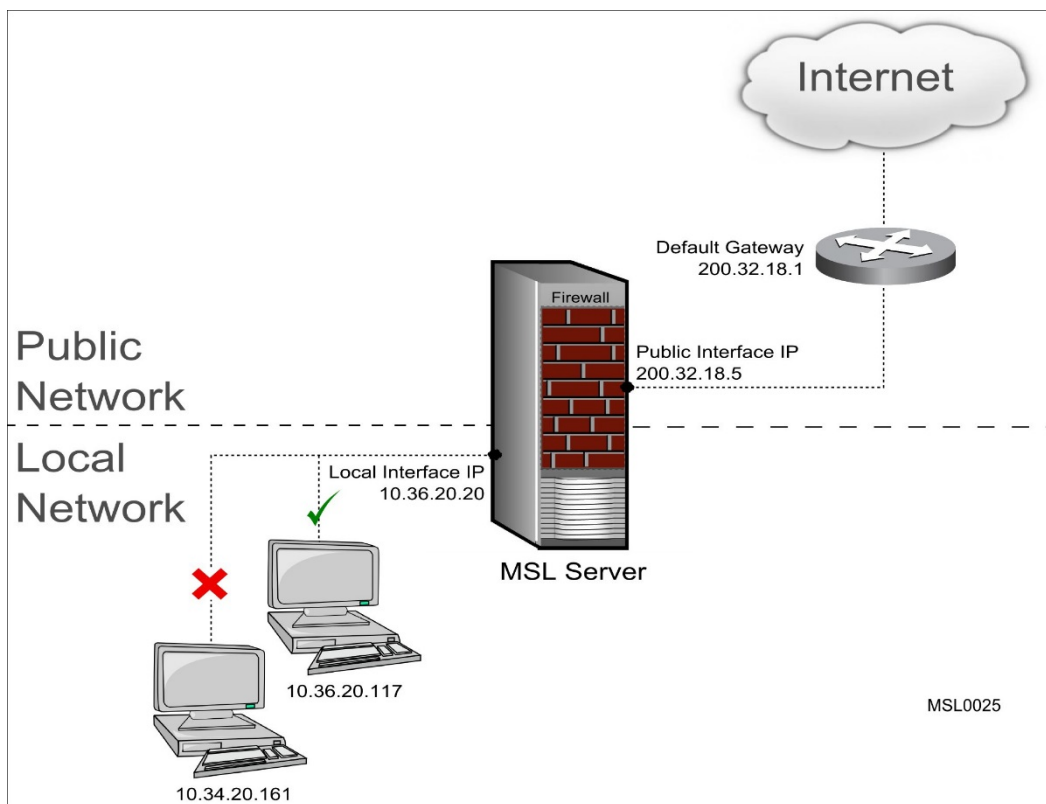 Internet
Default Gateway
200.32.18.1
Firewall
Public Interface IP
200.32.18.5
Public
Network
Local
Network
Local Interface IP
10.36.20.20
MSL Server
10.36.20.117
10.34.20.161
MSL0025